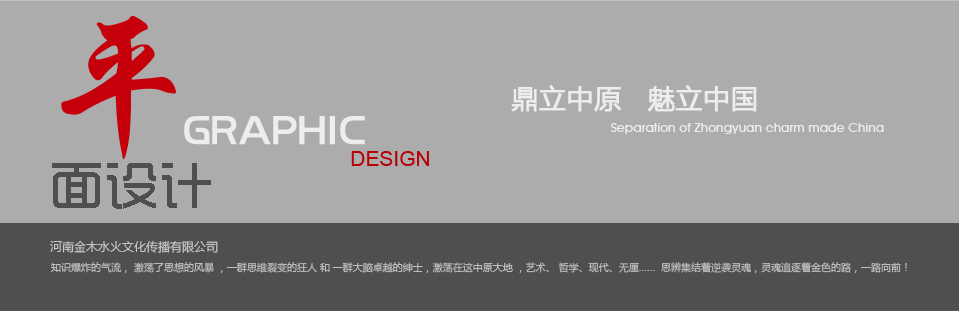 平
面设计
GRAPHIC
DESIGN
鼎立中原 魅立中国
Separation of Zhongyuan charm made China
河南金木水火文化传播有限公司
知识爆炸的气流， 激荡了思想的风暴 ，一群思维裂变的狂人 和 一群大脑卓越的绅士，激荡在这中原大地 ，艺术、 哲学、现代、无厘...... 思辨集结着逆袭灵魂，灵魂追逐着金色的路，一路向前！